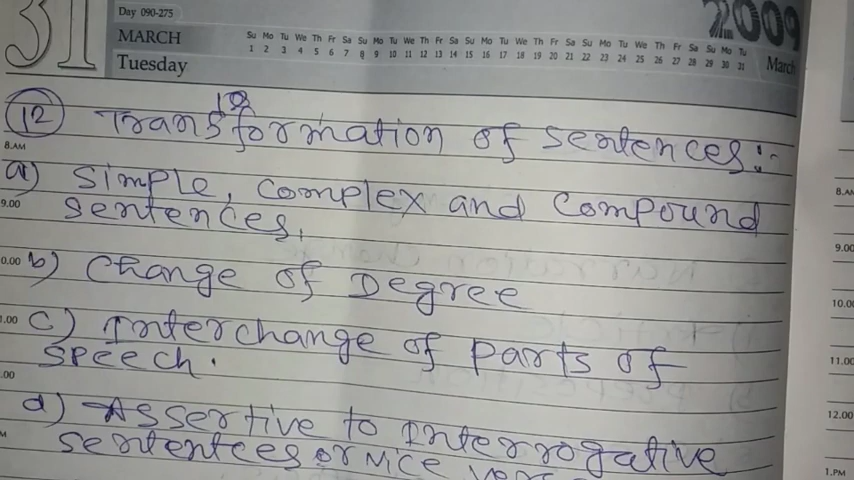 31
Day 090-275
MARCH
Tuesday
Su Mo Tu We Th Fr Sa Su Mo Tu We Th Fr Sa Su Mo Tu We Th Fr Sa Su Mo Tu We Th Fr Sa Su Mo Tu
1 2 3 4 5 6 7 8 9 10 11 12 13 14 15 16 17 18 19 20 21 22 23 24 25 26 27 28 29 30 31
2009
March
12 Transformation of sentences:-
8.AM
a) Simple, complex and compound
9.00
sentences,
0.00
b) Change of Degree
1.00
c) Interchange of parts of
speech.
.00
d) Assertive to Interrogative
M
sententces or vice
8.AM
9.00
10.00
11.00
12.00
1.PM